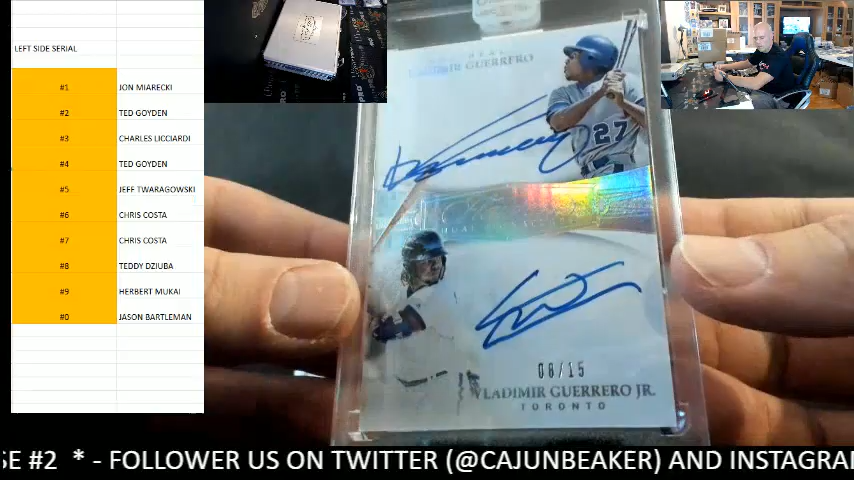 LEFT SIDE SERIAL
#1 JON MIARECKI
#2 TED GOYDEN
#3 CHARLES LICCIARDI
#4 TED GOYDEN
#5 JEFF TWARAGOWSKI
#6 CHRIS COSTA
#7 CHRIS COSTA
#8 TEDDY DZIUBA
#9 HERBERT MUKAI
#0 JASON BARTLEMAN
GUERRERO
27
08/15
VLADIMIR GUERRERO JR.
TORONTO
SE #2 * - FOLLOWER US ON TWITTER (@CAJUNBEAKER) AND INSTAGRA